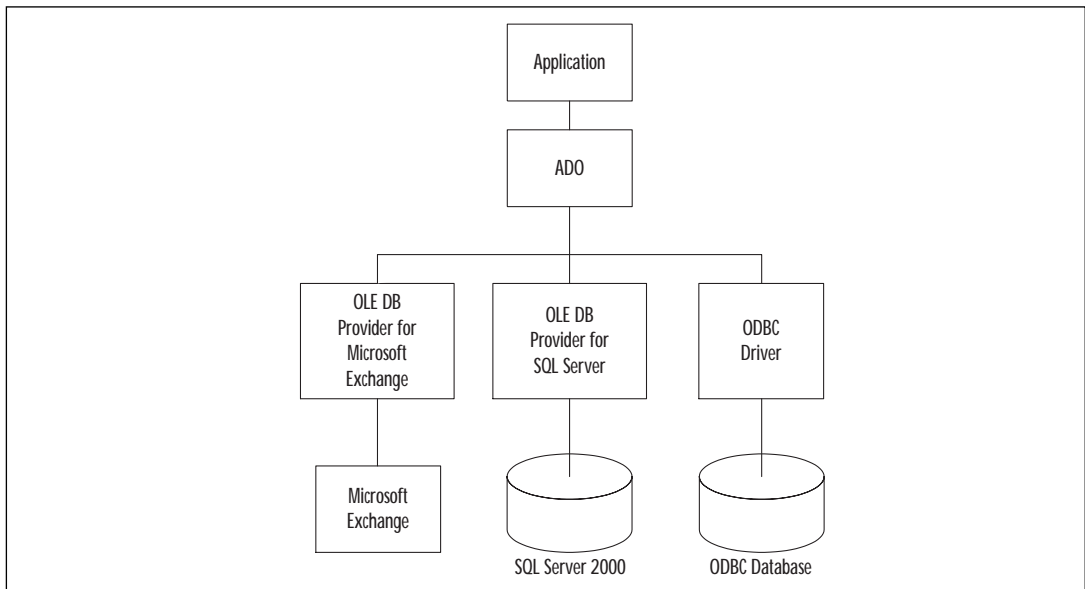 Application
ADO
OLE DB
Provider for
Microsoft
Exchange
OLE DB
Provider for
SQL Server
ODBC
Driver
Microsoft
Exchange
SQL Server 2000
ODBC Database